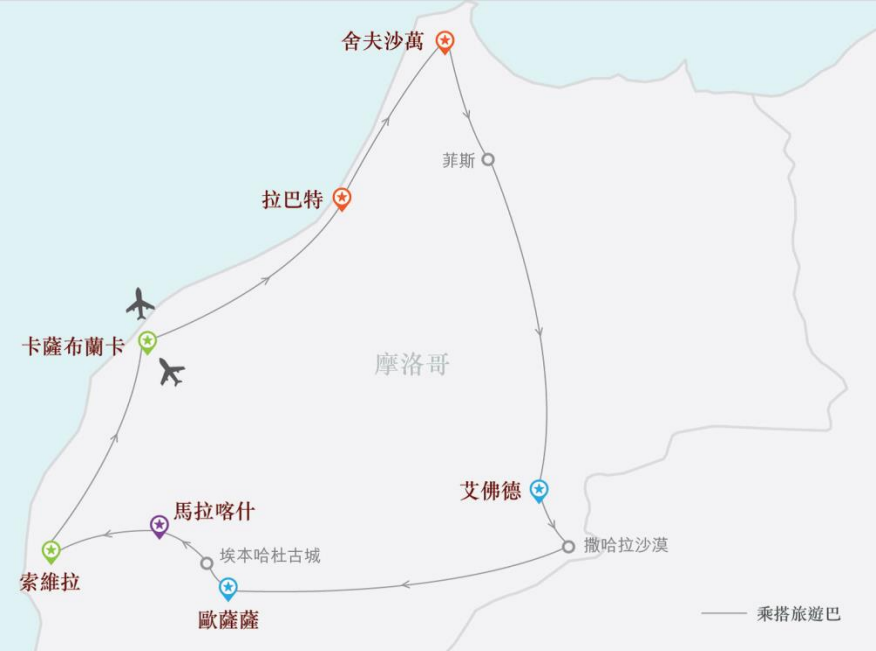 舍夫沙萬
菲斯
拉巴特
卡薩布蘭卡
摩洛哥
艾佛德
馬拉喀什
撒哈拉沙漠
埃本哈杜古城
索維拉
歐薩薩
乘搭旅遊巴